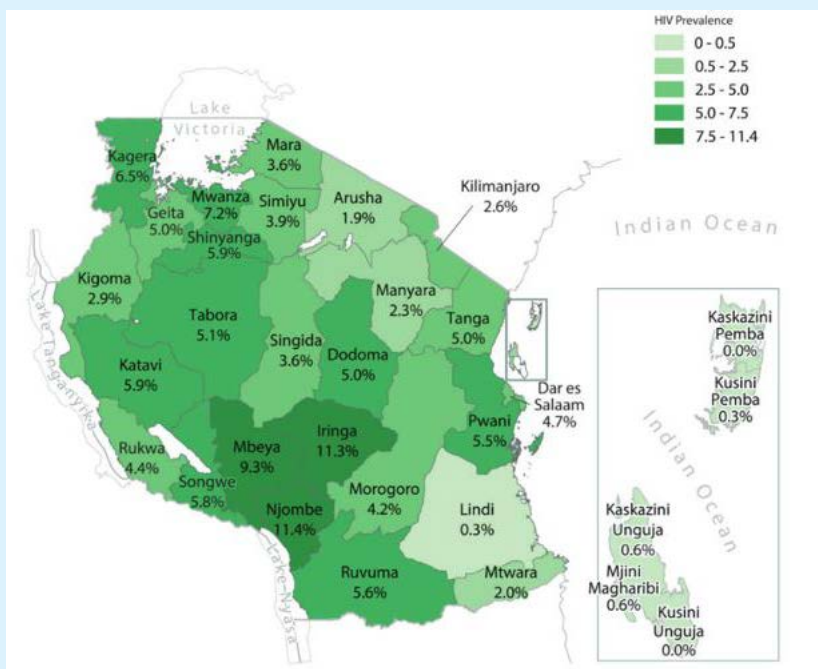 HIV Prevalence
0 - 0.5
0.5 - 2.5
2.5 - 5.0
5.0 - 7.5
7.5 - 11.4
Lake
Victoria
Kagera
6.5%
Mara
3.6%
Mwanza
7.2%
Simiyu
3.9%
Arusha
1.9%
Kilimanjaro
2.6%
Geita
5.0%
Shinyanga
5.9%
Indian Ocean
Kigoma
2.9%
Manyara
2.3%
Tabora
5.1%
Singida
3.6%
Tanga
5.0%
Dodoma
5.0%
Lake Tanganyika
Katavi
5.9%
Dar es
Salaam
4.7%
Pwani
5.5%
Rukwa
4.4%
Mbeya
9.3%
Iringa
11.3%
Songwe
5.8%
Njombe
11.4%
Morogoro
4.2%
Lindi
0.3%
Lake Nyasa
Ruvuma
5.6%
Mtwara
2.0%
Kaskazini
Pemba
0.0%
Kusini
Pemba
0.3%
Indian Ocean
Kaskazini
Unguja
0.6%
Mjini
Magharibi
0.6%
Kusini
Unguja
0.0%